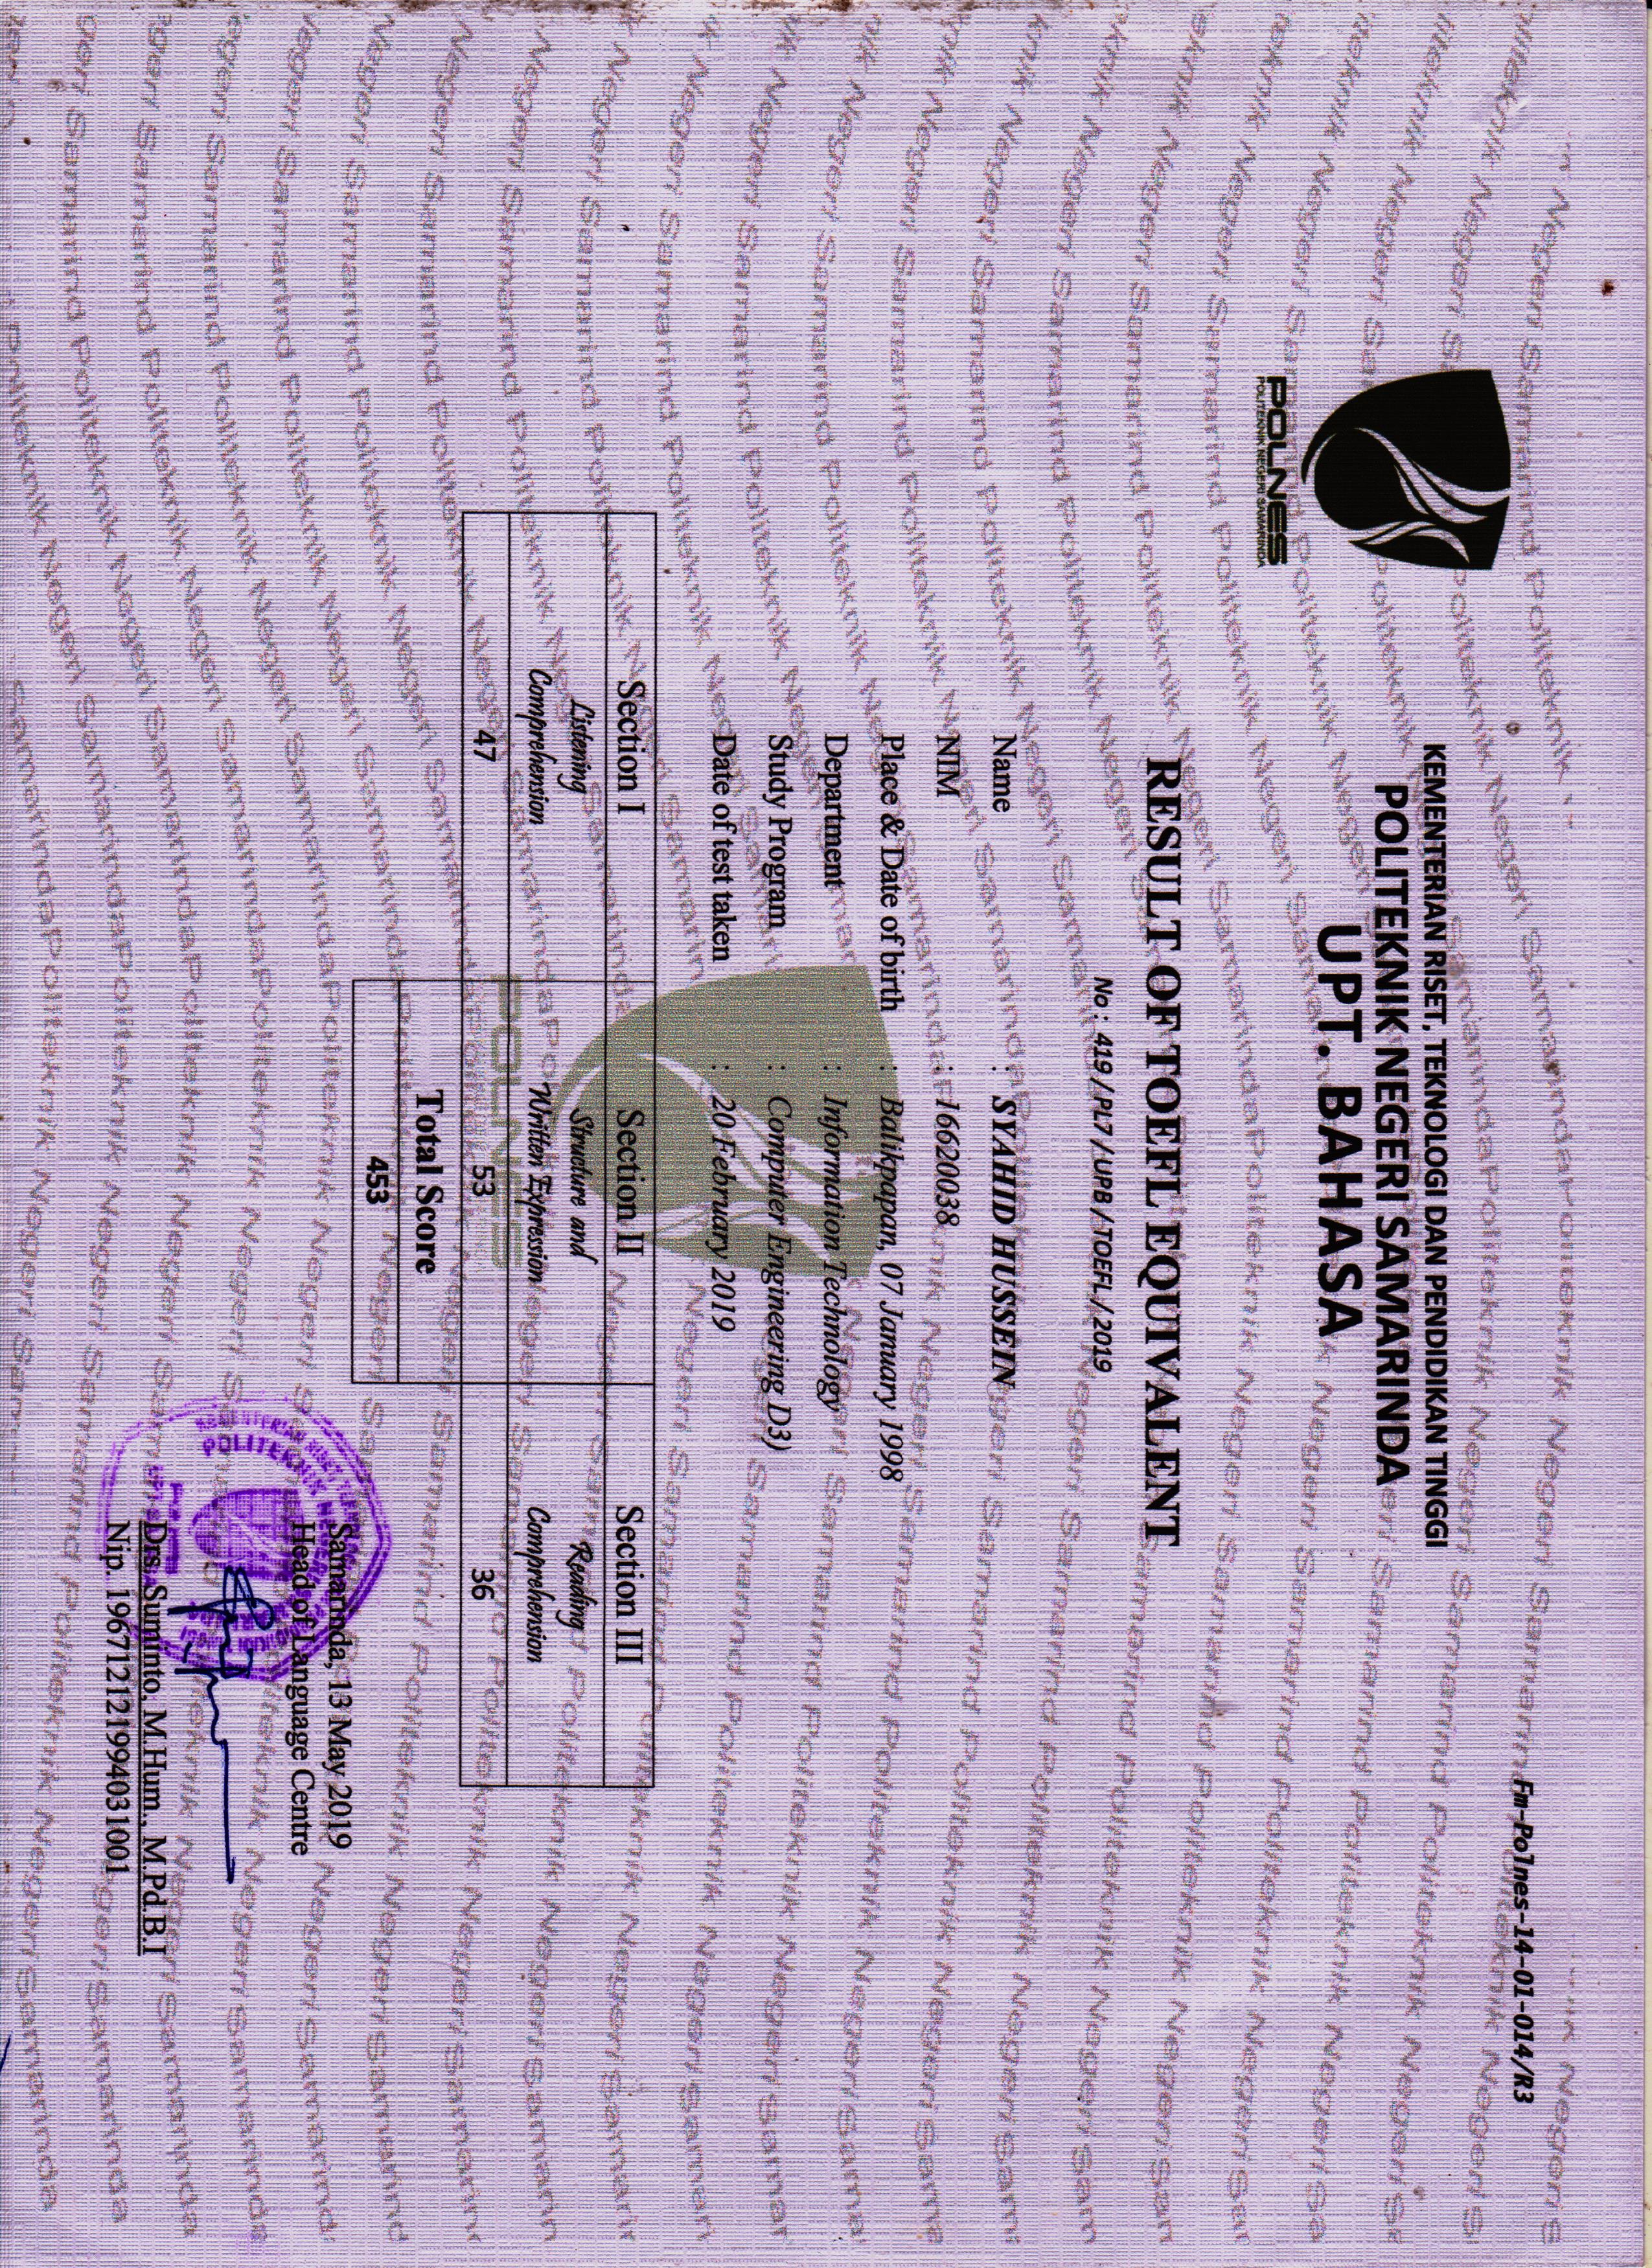 Fm-Polnes-14-01-014/R3
POLNES
POLITEKNIK NEGERI SAMARINDA
KEMENTERIAN RISET, TEKNOLOGI DAN PENDIDIKAN TINGGI
POLITEKNIK NEGERI SAMARINDA
UPT. BAHASA
RESULT OF TOEFL EQUIVALENT
No : 419 / PL7 / UPB / TOEFL / 2019
Name : SYAHID HUSSEIN
NIM : 16620038
Place & Date of birth : Balikpapan, 07 January 1998
Department : Information Technology
Study Program : Computer Engineering D3)
Date of test taken : 20 February 2019
Section I Section II Section III
Listening Comprehension Structure and Written Expression Reading Comprehension
47 53 36
Total Score
453
Samarinda, 13 May 2019
Head of Language Centre
Drs. Suminto, M.Hum., M.Pd.B.I
Nip. 196712121994031001